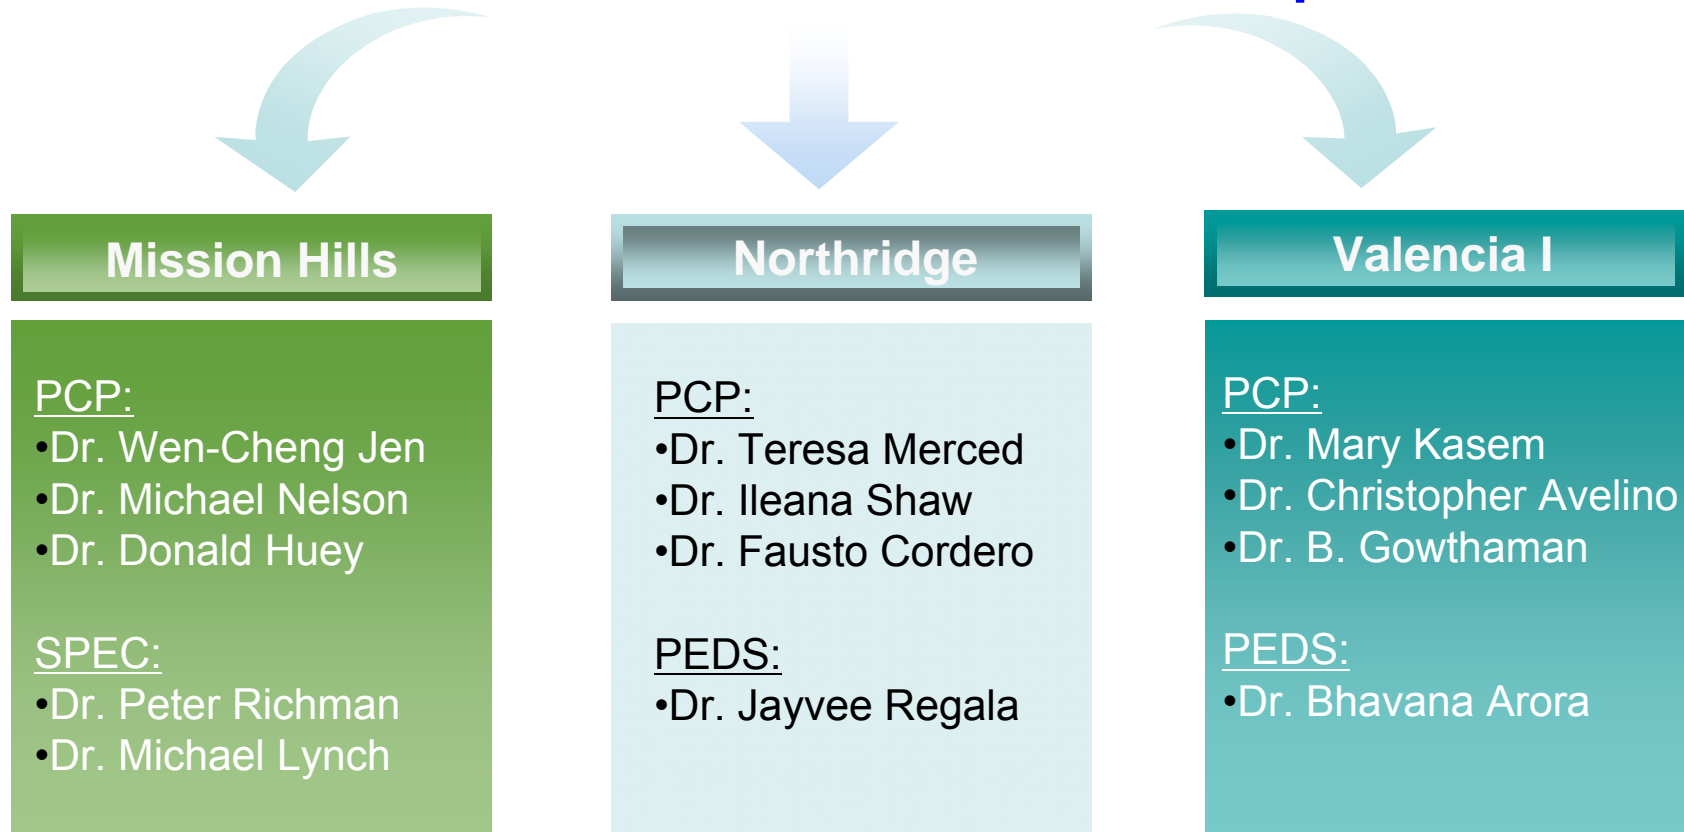 Mission Hills
PCP:
•Dr. Wen-Cheng Jen
•Dr. Michael Nelson
•Dr. Donald Huey
SPEC:
•Dr. Peter Richman
•Dr. Michael Lynch
Northridge
PCP:
•Dr. Teresa Merced
•Dr. Ileana Shaw
•Dr. Fausto Cordero
PEDS:
•Dr. Jayvee Regala
Valencia I
PCP:
•Dr. Mary Kasem
•Dr. Christopher Avelino
•Dr. B. Gowthaman
PEDS:
•Dr. Bhavana Arora